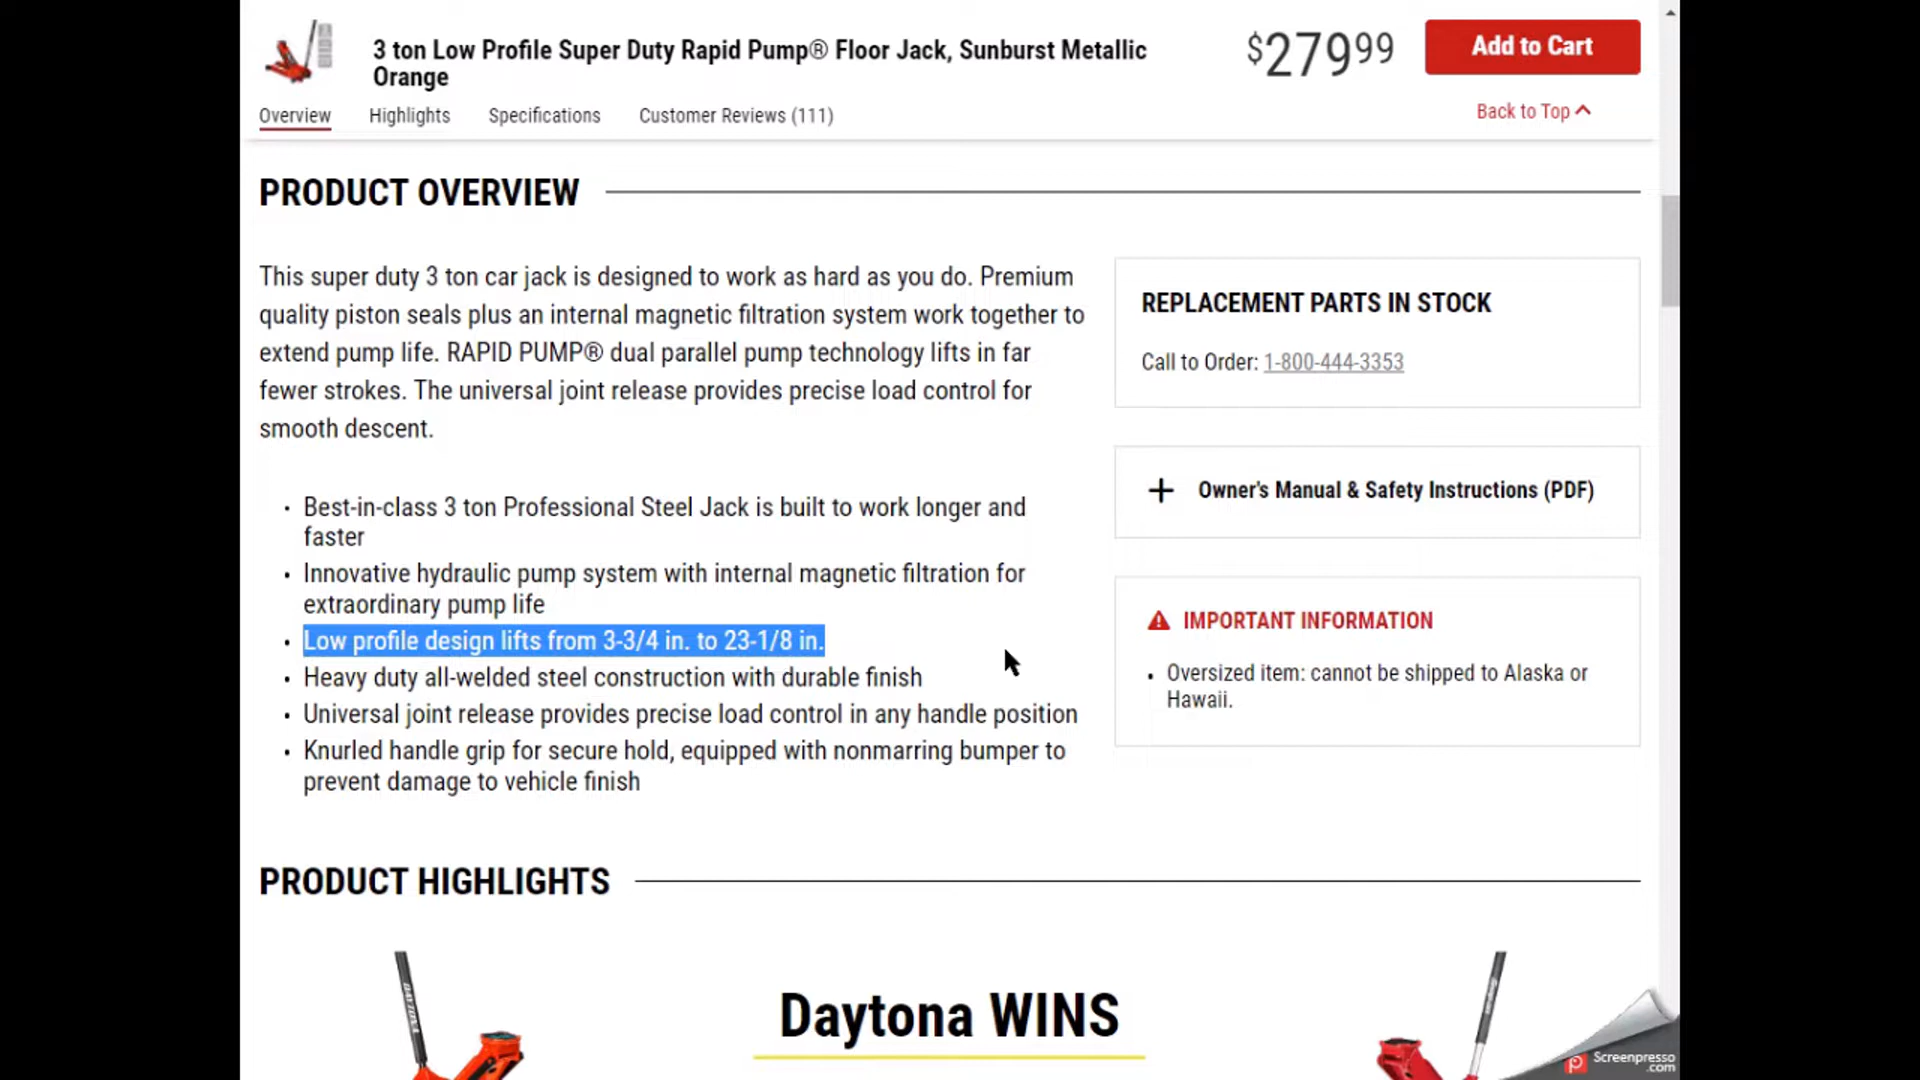 3 ton Low Profile Super Duty Rapid Pump® Floor Jack, Sunburst Metallic
Orange
$279⁹⁹
Add to Cart
Overview
Highlights
Specifications
Customer Reviews (111)
Back to Top
PRODUCT OVERVIEW
This super duty 3 ton car jack is designed to work as hard as you do. Premium
quality piston seals plus an internal magnetic filtration system work together to
extend pump life. RAPID PUMP® dual parallel pump technology lifts in far
fewer strokes. The universal joint release provides precise load control for
smooth descent.
• Best-in-class 3 ton Professional Steel Jack is built to work longer and
faster
• Innovative hydraulic pump system with internal magnetic filtration for
extraordinary pump life
• Low profile design lifts from 3-3/4 in. to 23-1/8 in.
• Heavy duty all-welded steel construction with durable finish
• Universal joint release provides precise load control in any handle position
• Knurled handle grip for secure hold, equipped with nonmarring bumper to
prevent damage to vehicle finish
REPLACEMENT PARTS IN STOCK
Call to Order: 1-800-444-3353
+ Owner's Manual & Safety Instructions (PDF)
IMPORTANT INFORMATION
• Oversized item: cannot be shipped to Alaska or
Hawaii.
PRODUCT HIGHLIGHTS
DAYTONA
Daytona WINS
Screenpresso
.com